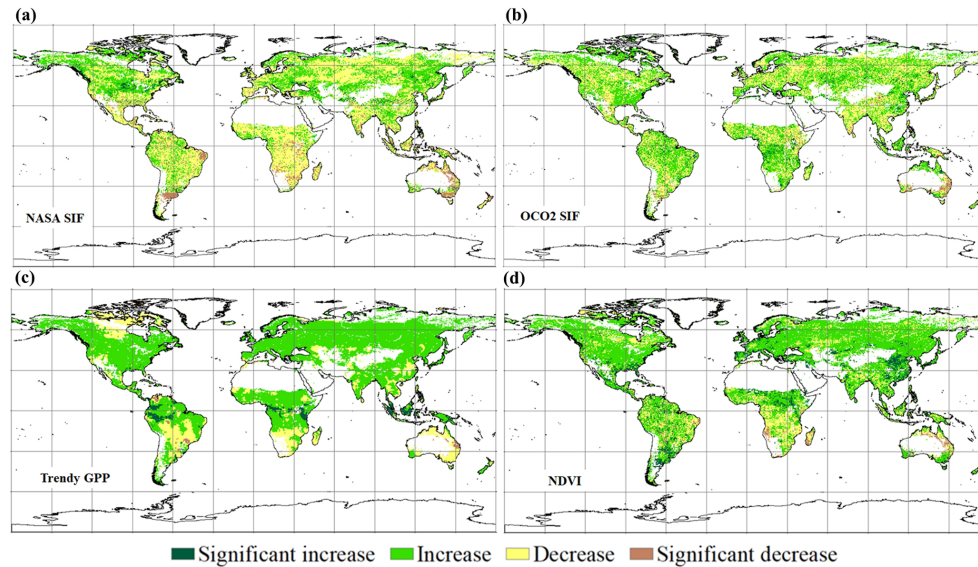 (a)
(b)
NASA SIF
OCO2 SIF
(c)
(d)
Trendy GPP
NDVI
Significant increase Increase Decrease Significant decrease